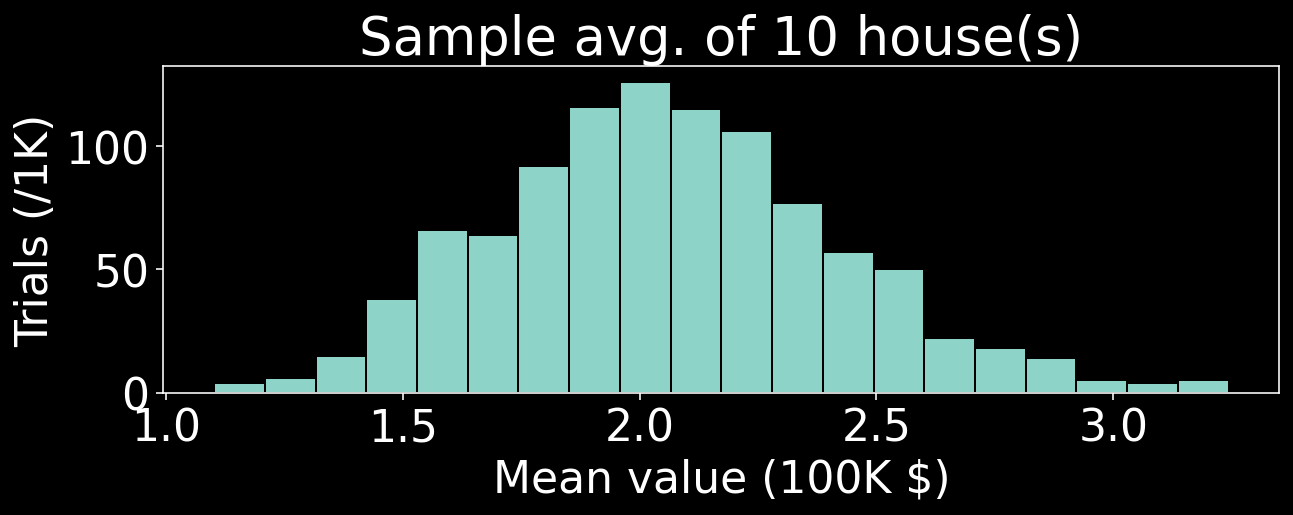 Sample avg. of 10 house(s)
Trials (/1K)
100
50
0
1.0 1.5 2.0 2.5 3.0
Mean value (100K $)